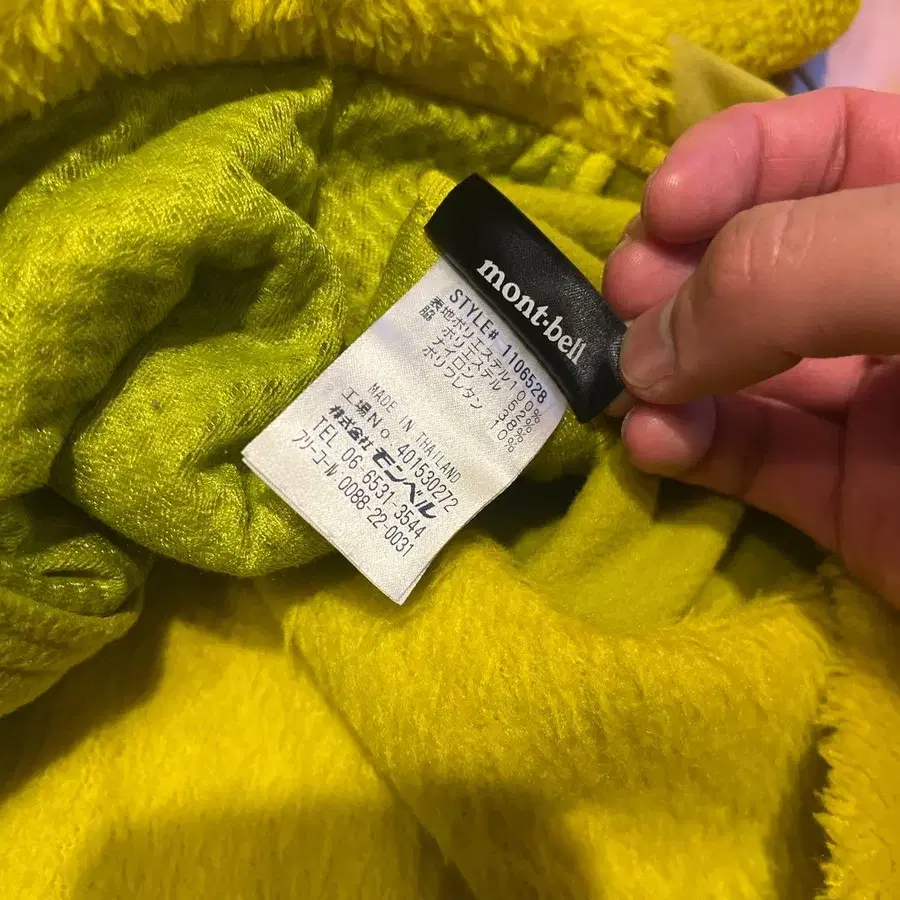 mont·bell
STYLE# 1106528
表地ポリエステル100%
脇 ポリエステル 52%
ナイロン 38%
ポリウレタン 10%
MADE IN THAILAND
工場No. 401530272
株式会社モンベル
TEL 06-6531-3544
フリーコール 0088-22-0031